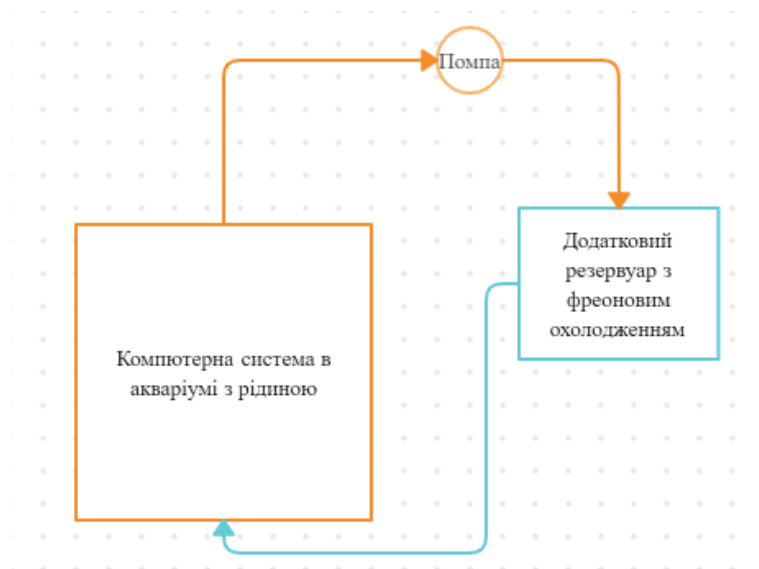 Помпа
Додатковий
резервуар з
фреоновим
охолодженням
Компютерна система в
акваріумі з рідиною